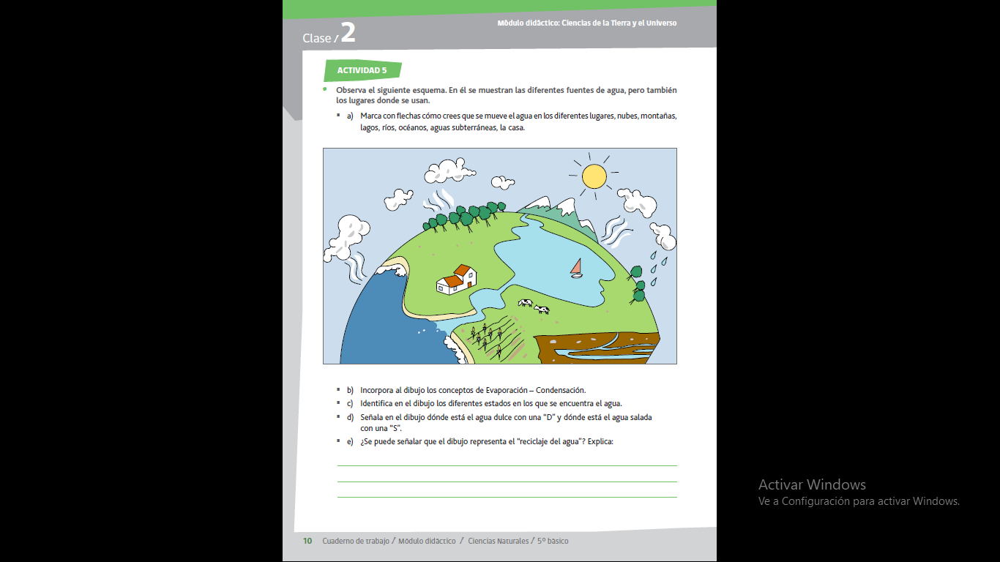 Clase / 2
Módulo didáctico: Ciencias de la Tierra y el Universo
ACTIVIDAD 5
Observa el siguiente esquema. En él se muestran las diferentes fuentes de agua, pero también
los lugares donde se usan.
a) Marca con flechas cómo crees que se mueve el agua en los diferentes lugares, nubes, montañas,
lagos, ríos, océanos, aguas subterráneas, la casa.
b) Incorpora al dibujo los conceptos de Evaporación – Condensación.
c) Identifica en el dibujo los diferentes estados en los que se encuentra el agua.
d) Señala en el dibujo dónde está el agua dulce con una “D” y dónde está el agua salada
con una “S”.
e) ¿Se puede señalar que el dibujo representa el “reciclaje del agua”? Explica:
10 Cuaderno de trabajo / Módulo didáctico / Ciencias Naturales / 5º básico
Activar Windows
Ve a Configuración para activar Windows.